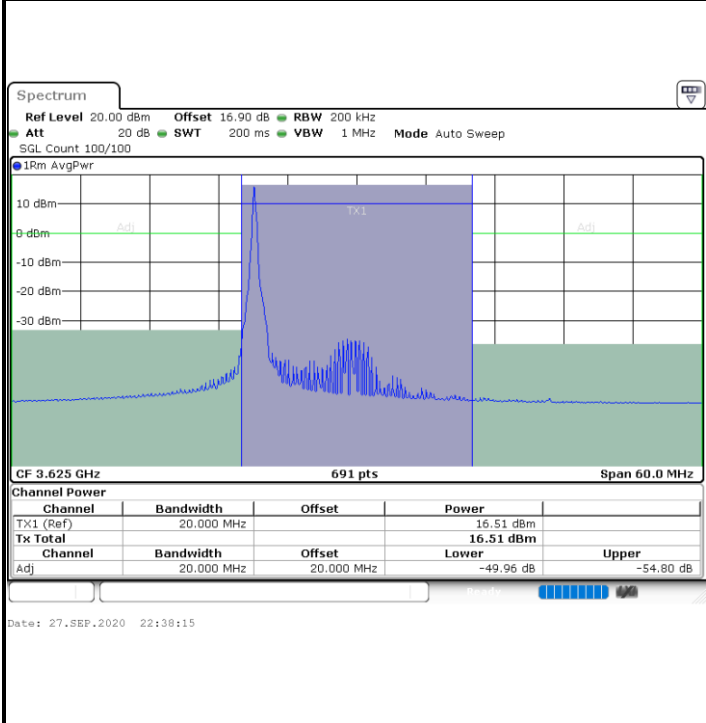 Spectrum
Ref Level 20.00 dBm Offset 16.90 dB RBW 200 kHz
Att 20 dB SWT 200 ms VBW 1 MHz Mode Auto Sweep
SGL Count 100/100
1Rm AvgPwr
10 dBm
TX1
0 dBm Adj Adj
-10 dBm
-20 dBm
-30 dBm
CF 3.625 GHz 691 pts Span 60.0 MHz
Channel Power
Channel Bandwidth Offset Power
TX1 (Ref) 20.000 MHz 16.51 dBm
Tx Total 16.51 dBm
Channel Bandwidth Offset Lower Upper
Adj 20.000 MHz 20.000 MHz -49.96 dB -54.80 dB
Ready
Date: 27.SEP.2020 22:38:15